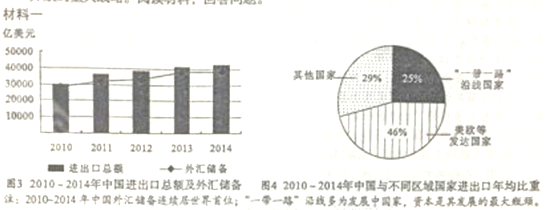 材料一
亿美元
50000
40000
30000
20000
10000
2010 2011 2012 2013 2014
进出口总额 外汇储备
图3 2010-2014年中国进出口总额及外汇储备
其他国家
29%
25%
"一带一路"
沿线国家
46%
美欧等
发达国家
图4 2010-2014年中国与不同区域国家进出口年均比重
注：2010-2014年中国外汇储备连续居世界首位；"一带一路"沿线多为发展中国家，资本是其发展的最大瓶颈。